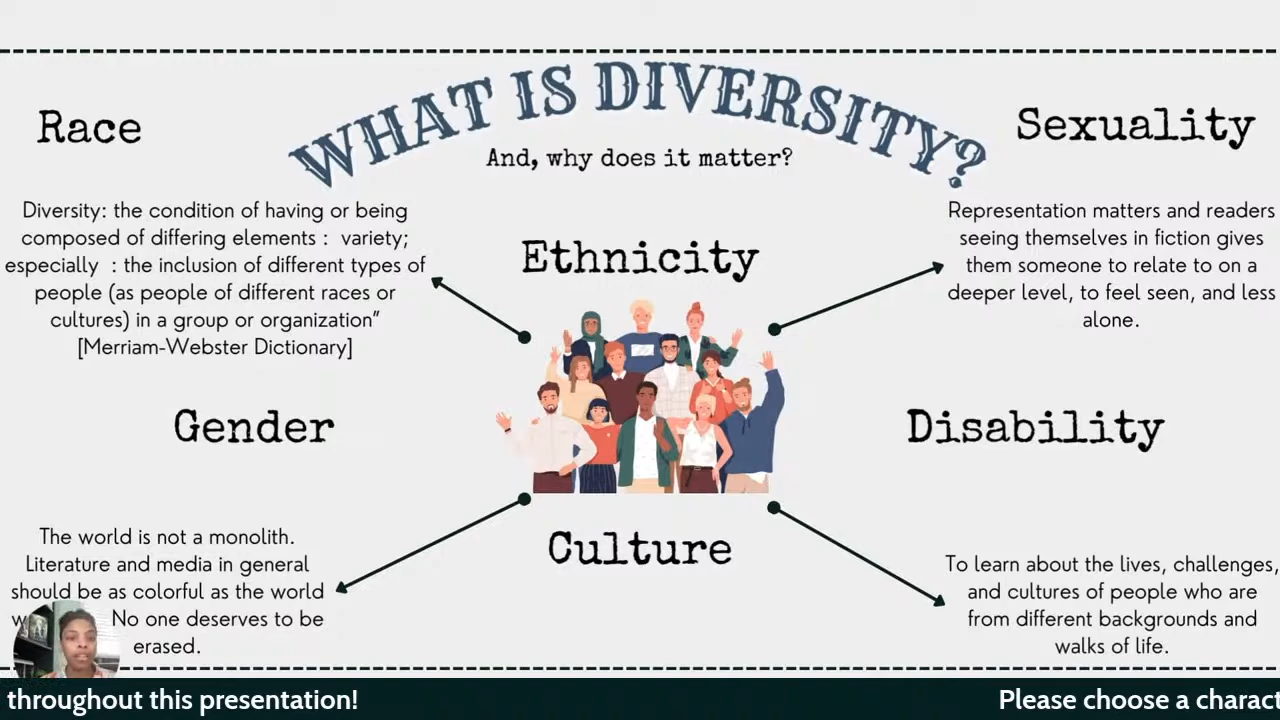 WHAT IS DIVERSITY?
And, why does it matter?
Race
Diversity: the condition of having or being
composed of differing elements : variety;
especially : the inclusion of different types of
people (as people of different races or
cultures) in a group or organization"
[Merriam-Webster Dictionary]
Ethnicity
Sexuality
Representation matters and readers
seeing themselves in fiction gives
them someone to relate to on a
deeper level, to feel seen, and less
alone.
Gender
Disability
The world is not a monolith.
Literature and media in general
should be as colorful as the world
No one deserves to be
erased.
Culture
To learn about the lives, challenges,
and cultures of people who are
from different backgrounds and
walks of life.
throughout this presentation!
Please choose a charact